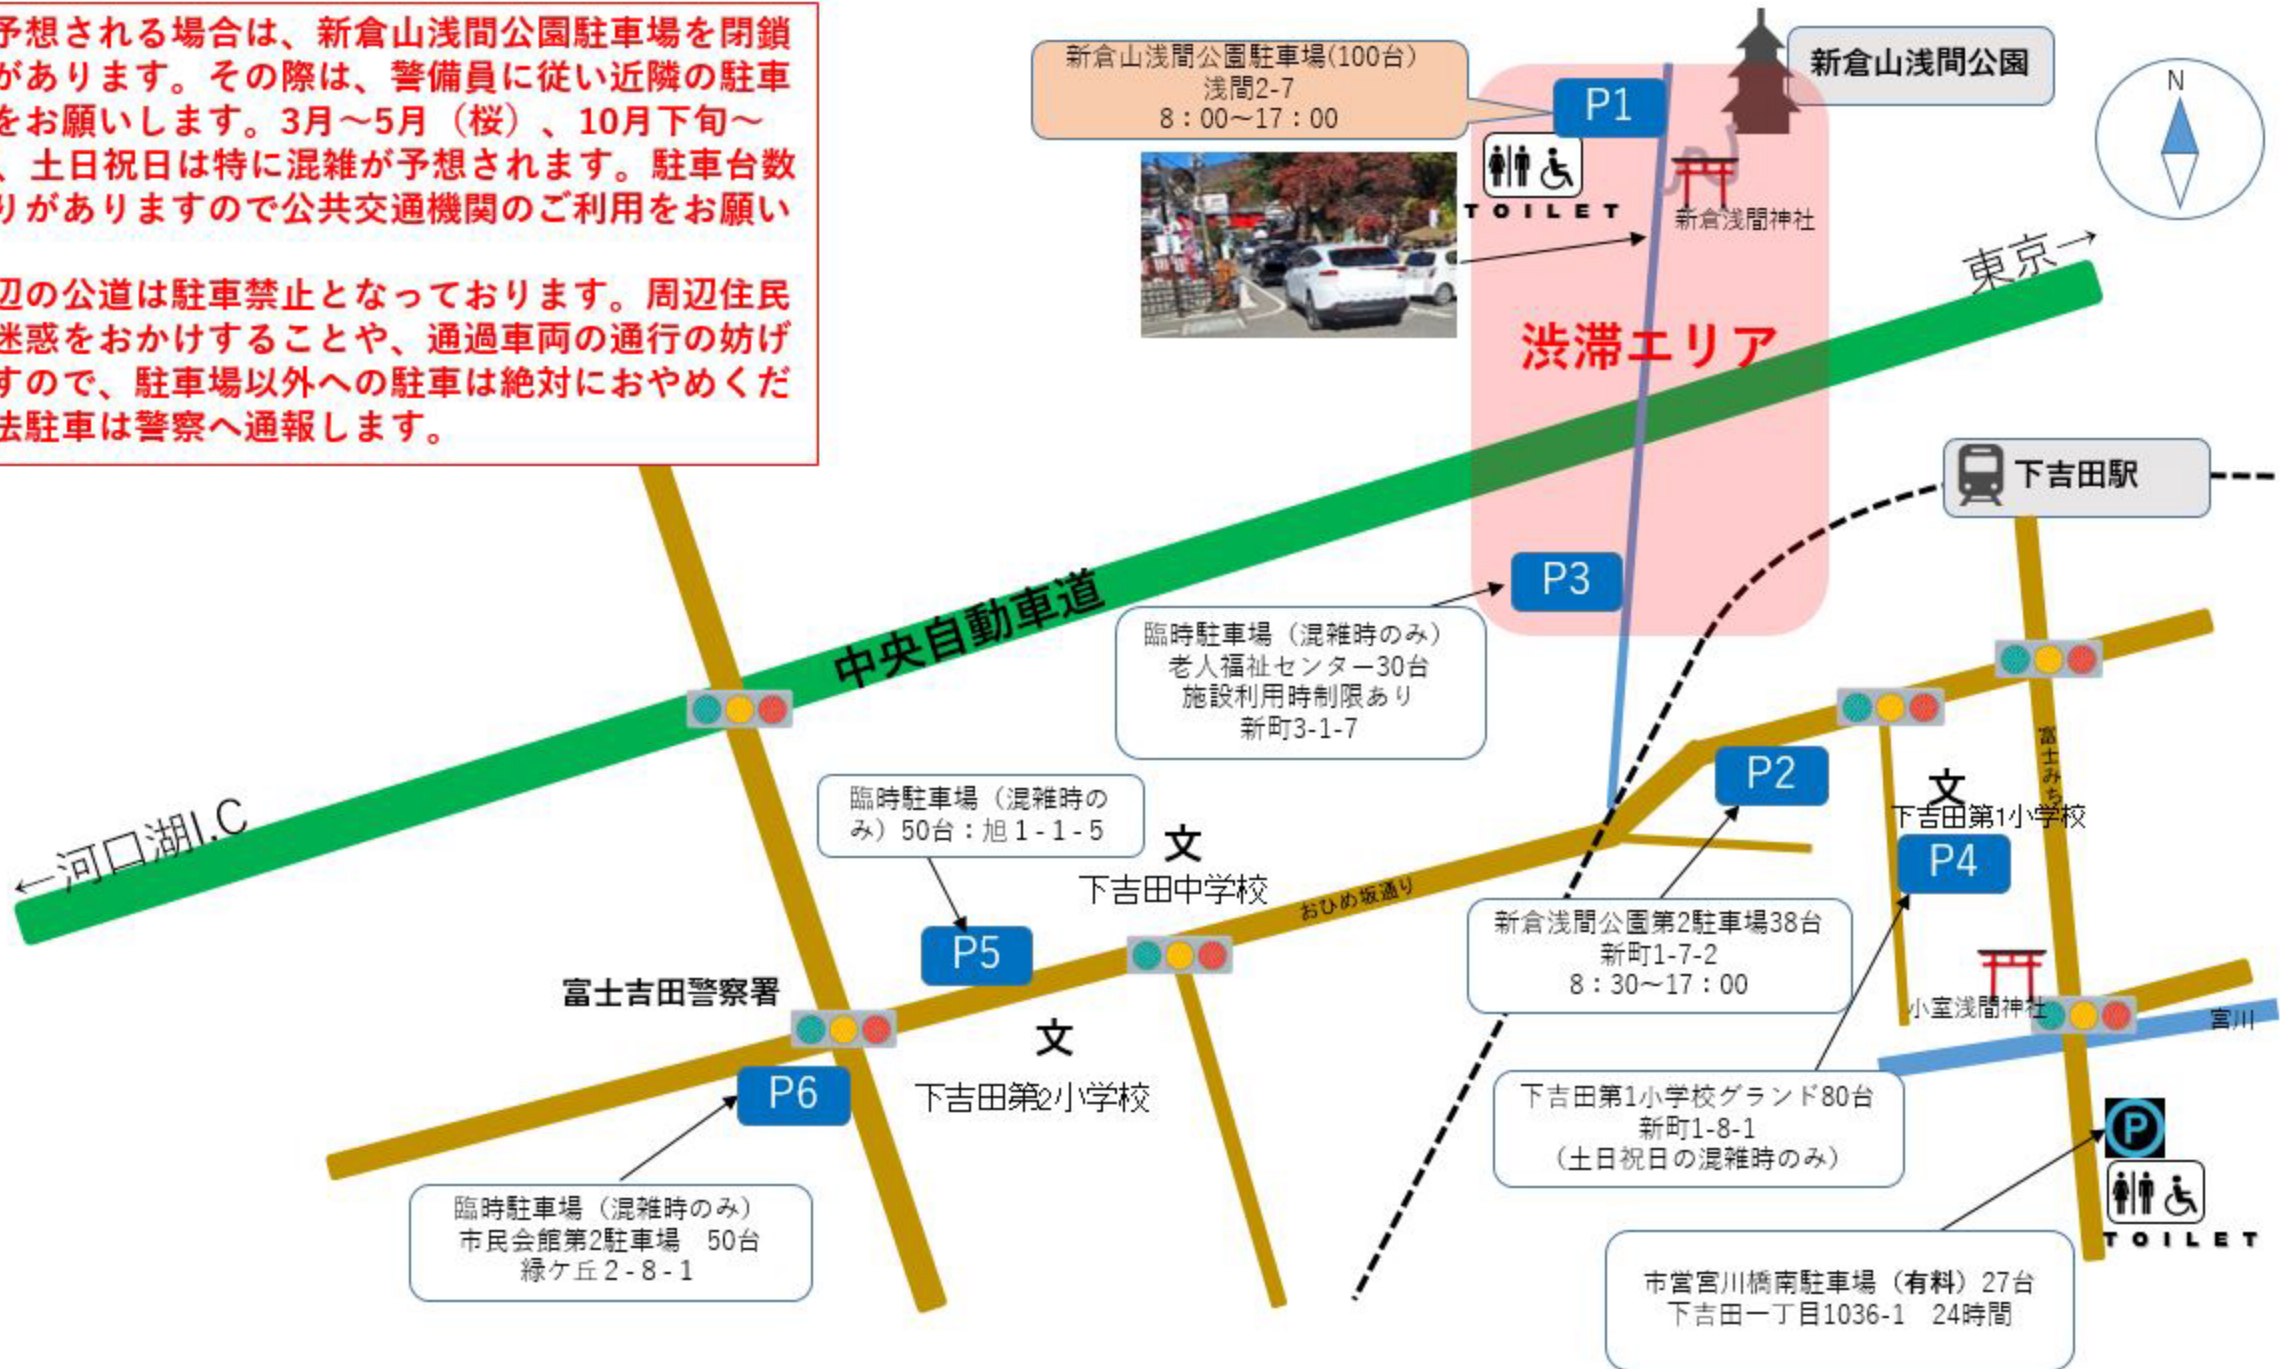 予想される場合は、新倉山浅間公園駐車場を閉鎖
があります。その際は、警備員に従い近隣の駐車
をお願いします。3月～5月（桜）、10月下旬～
、土日祝日は特に混雑が予想されます。駐車台数
りがありますので公共交通機関のご利用をお願い
辺の公道は駐車禁止となっております。周辺住民
迷惑をおかけすることや、通過車両の通行の妨げ
すので、駐車場以外への駐車は絶対におやめくだ
法駐車は警察へ通報します。
新倉山浅間公園駐車場(100台)
浅間2-7
8：00～17：00
P1
新倉山浅間公園
N
TOILET
新倉浅間神社
東京→
渋滞エリア
下吉田駅
P3
中央自動車道
臨時駐車場（混雑時のみ）
老人福祉センター30台
施設利用時制限あり
新町3-1-7
←河口湖I.C
臨時駐車場（混雑時の
み）50台：旭1-1-5
文
下吉田中学校
P2
富士みち
文
下吉田第1小学校
P4
おひめ坂通り
P5
新倉浅間公園第2駐車場38台
新町1-7-2
8：30～17：00
富士吉田警察署
小室浅間神社
宮川
文
下吉田第2小学校
P6
下吉田第1小学校グランド80台
新町1-8-1
（土日祝日の混雑時のみ）
P
TOILET
臨時駐車場（混雑時のみ）
市民会館第2駐車場　50台
緑ケ丘2-8-1
市営宮川橋南駐車場（有料）27台
下吉田一丁目1036-1　24時間